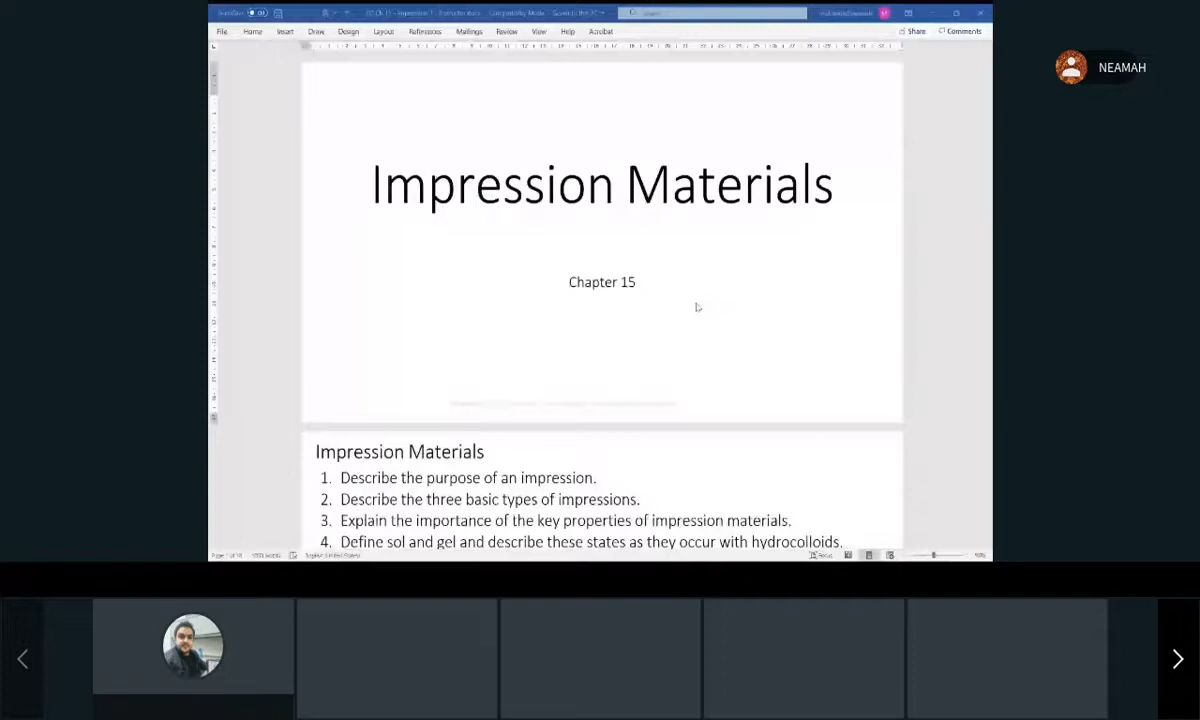 File Home Insert Draw Design Layout References Mailings Review View Help Acrobat Share Comments
NEAMAH
Impression Materials
Chapter 15
Impression Materials
1. Describe the purpose of an impression.
2. Describe the three basic types of impressions.
3. Explain the importance of the key properties of impression materials.
4. Define sol and gel and describe these states as they occur with hydrocolloids.
Focus